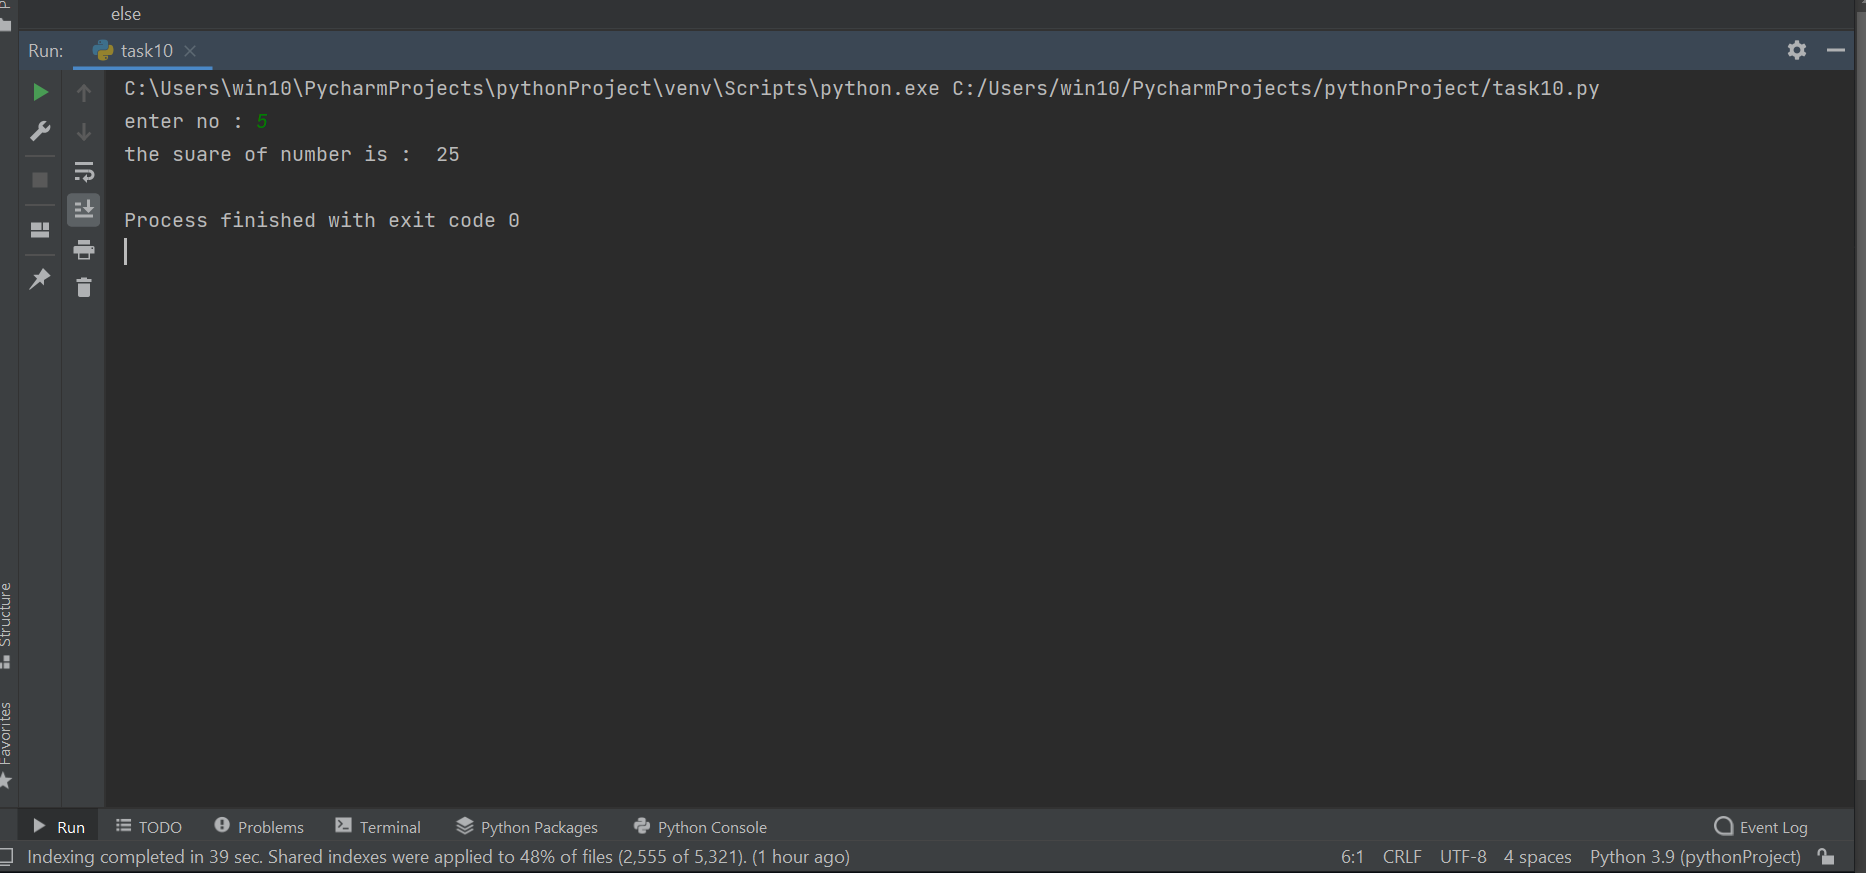 else
Run: task10
C:\Users\win10\PycharmProjects\pythonProject\venv\Scripts\python.exe C:/Users/win10/PycharmProjects/pythonProject/task10.py
enter no : 5
the suare of number is :  25
Process finished with exit code 0
Structure
Favorites
Run TODO Problems Terminal Python Packages Python Console Event Log
Indexing completed in 39 sec. Shared indexes were applied to 48% of files (2,555 of 5,321). (1 hour ago) 6:1 CRLF UTF-8 4 spaces Python 3.9 (pythonProject)